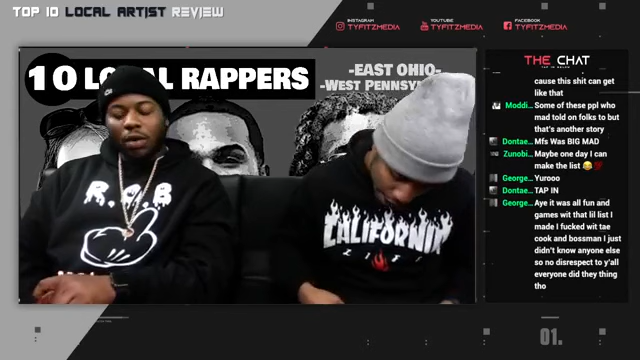 TOP 10 LOCAL ARTIST REVIEW
INSTAGRAM
TYFITZMEDIA
YOUTUBE
TYFITZMEDIA
FACEBOOK
TYFITZMEDIA
10 LOCAL RAPPERS
-EAST OHIO-
-WEST PENNSY
R.O.B
CALIFORNIA
THE CHAT
cause this shit can get
like that
Moddi... Some of these ppl who
mad told on folks to but
that's another story
Dontae... Mfs Was BIG MAD
Zunobi... Maybe one day I can
make the list 😂💯
George... Yurooo
Dontae... TAP IN
George... Aye it was all fun and
games wit that lil list I
made I fucked wit tae
cook and bossman I just
didn't know anyone else
so no disrespect to y'all
everyone did they thing
tho
01.